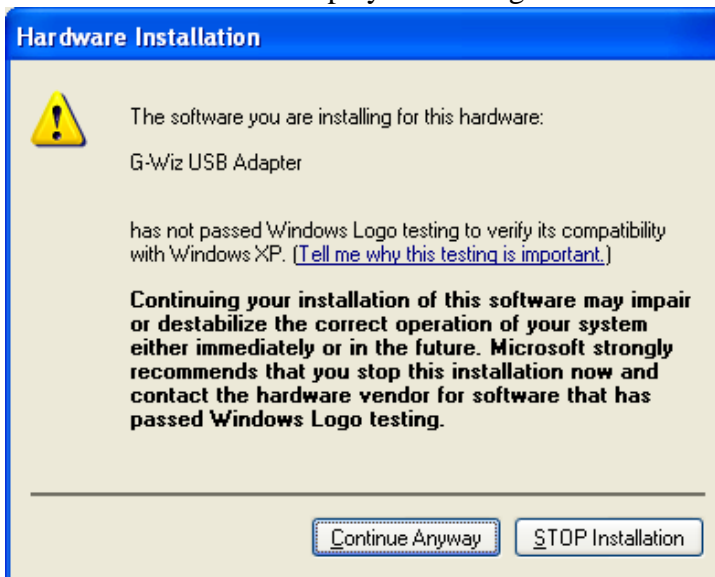 Hardware Installation
The software you are installing for this hardware:
G-Wiz USB Adapter
has not passed Windows Logo testing to verify its compatibility
with Windows XP. (Tell me why this testing is important.)
Continuing your installation of this software may impair
or destabilize the correct operation of your system
either immediately or in the future. Microsoft strongly
recommends that you stop this installation now and
contact the hardware vendor for software that has
passed Windows Logo testing.
Continue Anyway
STOP Installation